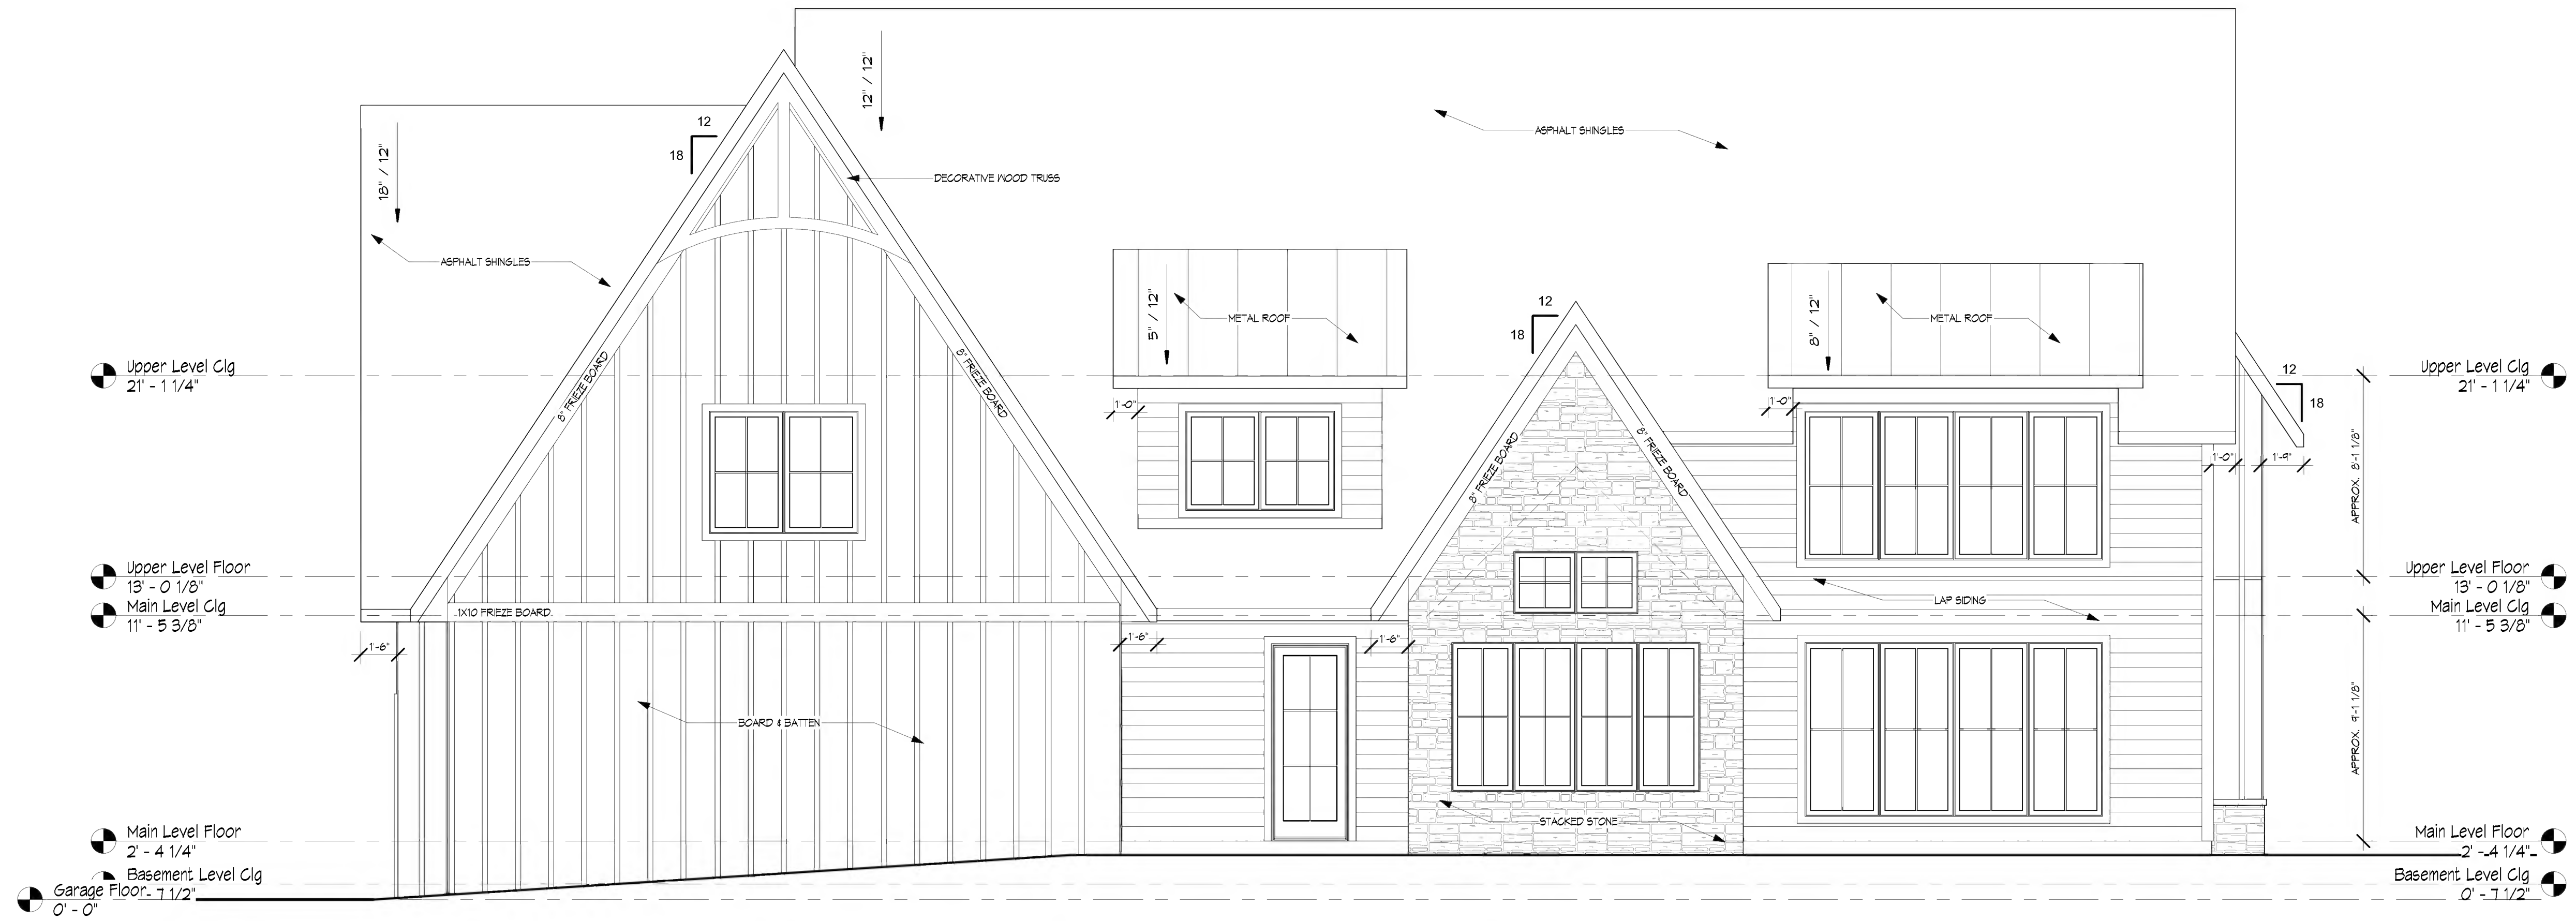 12" / 12"
12
18
18" / 12"
ASPHALT SHINGLES
DECORATIVE WOOD TRUSS
ASPHALT SHINGLES
5" / 12"
METAL ROOF
12
18
8" / 12"
METAL ROOF
Upper Level Clg
21' - 1 1/4"
8" FRIEZE BOARD
8" FRIEZE BOARD
1'-0"
1'-0"
12
18
Upper Level Clg
21' - 1 1/4"
8" FRIEZE BOARD
8" FRIEZE BOARD
1'-0"
1'-9"
APPROX. 8'-1 1/8"
Upper Level Floor
13' - 0 1/8"
Main Level Clg
11' - 5 3/8"
1X10 FRIEZE BOARD
LAP SIDING
Upper Level Floor
13' - 0 1/8"
Main Level Clg
11' - 5 3/8"
1'-6"
1'-6"
1'-6"
BOARD & BATTEN
APPROX. 9'-1 1/8"
STACKED STONE
Main Level Floor
2' - 4 1/4"
Main Level Floor
2' - 4 1/4"
Basement Level Clg
- 7 1/2"
Garage Floor
0' - 0"
Basement Level Clg
0' - 7 1/2"